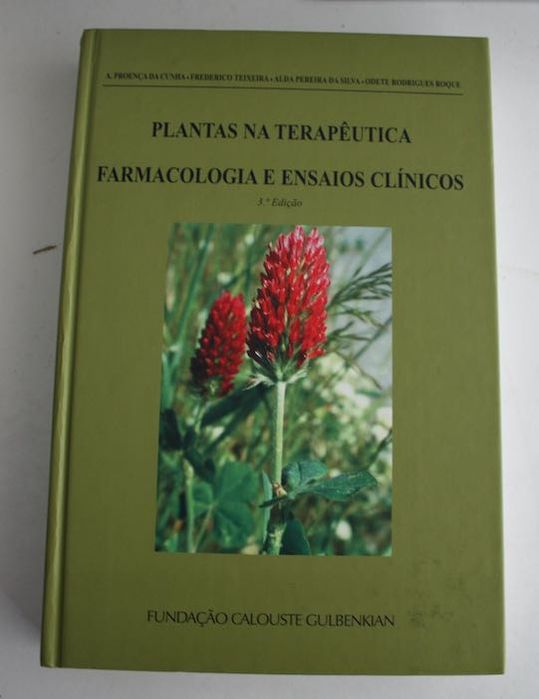 A. PROENÇA DA CUNHA • FREDERICO TEIXEIRA • ALDA PEREIRA DA SILVA • ODETE RODRIGUES ROQUE
PLANTAS NA TERAPÊUTICA
FARMACOLOGIA E ENSAIOS CLÍNICOS
3.ª Edição
FUNDAÇÃO CALOUSTE GULBENKIAN